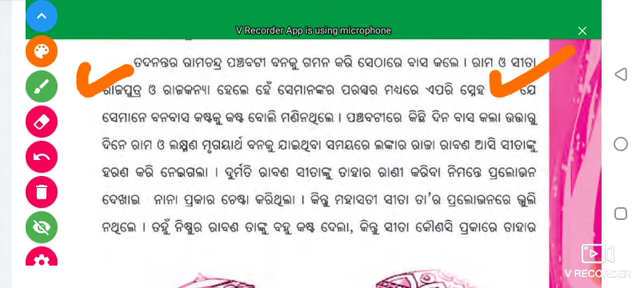 V Recorder App is using microphone
ତଦନନ୍ତର ରାମଚନ୍ଦ୍ର ପଞ୍ଚବଟୀ ବନକୁ ଗମନ କରି ସେଠାରେ ବାସ କଲେ । ରାମ ଓ ସୀତା
ରାଜପୁତ୍ର ଓ ରାଜକନ୍ୟା ହେଲେ ହେଁ ସେମାନଙ୍କର ପରସ୍ପର ମଧ୍ୟରେ ଏପରି ସ୍ନେହ ଯେ
ସେମାନେ ବନବାସ କଷ୍ଟକୁ କଷ୍ଟ ବୋଲି ମଣିନଥିଲେ । ପଞ୍ଚବଟୀରେ କିଛି ଦିନ ବାସ କଲା ଉତ୍ତାରୁ
ଦିନେ ରାମ ଓ ଲକ୍ଷ୍ମଣ ମୃଗୟାର୍ଥ ବନକୁ ଯାଇଥିବା ସମୟରେ ଲଙ୍କାର ରାଜା ରାବଣ ଆସି ସୀତାଙ୍କୁ
ହରଣ କରି ନେଇଗଲା । ଦୁର୍ମତି ରାବଣ ସୀତାଙ୍କୁ ତାହାର ରାଣୀ କରିବା ନିମନ୍ତେ ପ୍ରଲୋଭନ
ଦେଖାଇ ନାନା ପ୍ରକାର ଚେଷ୍ଟା କରିଥିଲା । କିନ୍ତୁ ମହାସତୀ ସୀତା ତା'ର ପ୍ରଲୋଭନରେ ଭୁଲି
ନଥିଲେ । ତହୁଁ ନିଷ୍ଠୁର ରାବଣ ତାଙ୍କୁ ବହୁ କଷ୍ଟ ଦେଲା, କିନ୍ତୁ ସୀତା କୌଣସି ପ୍ରକାରେ ତାହାର
V RECORDER